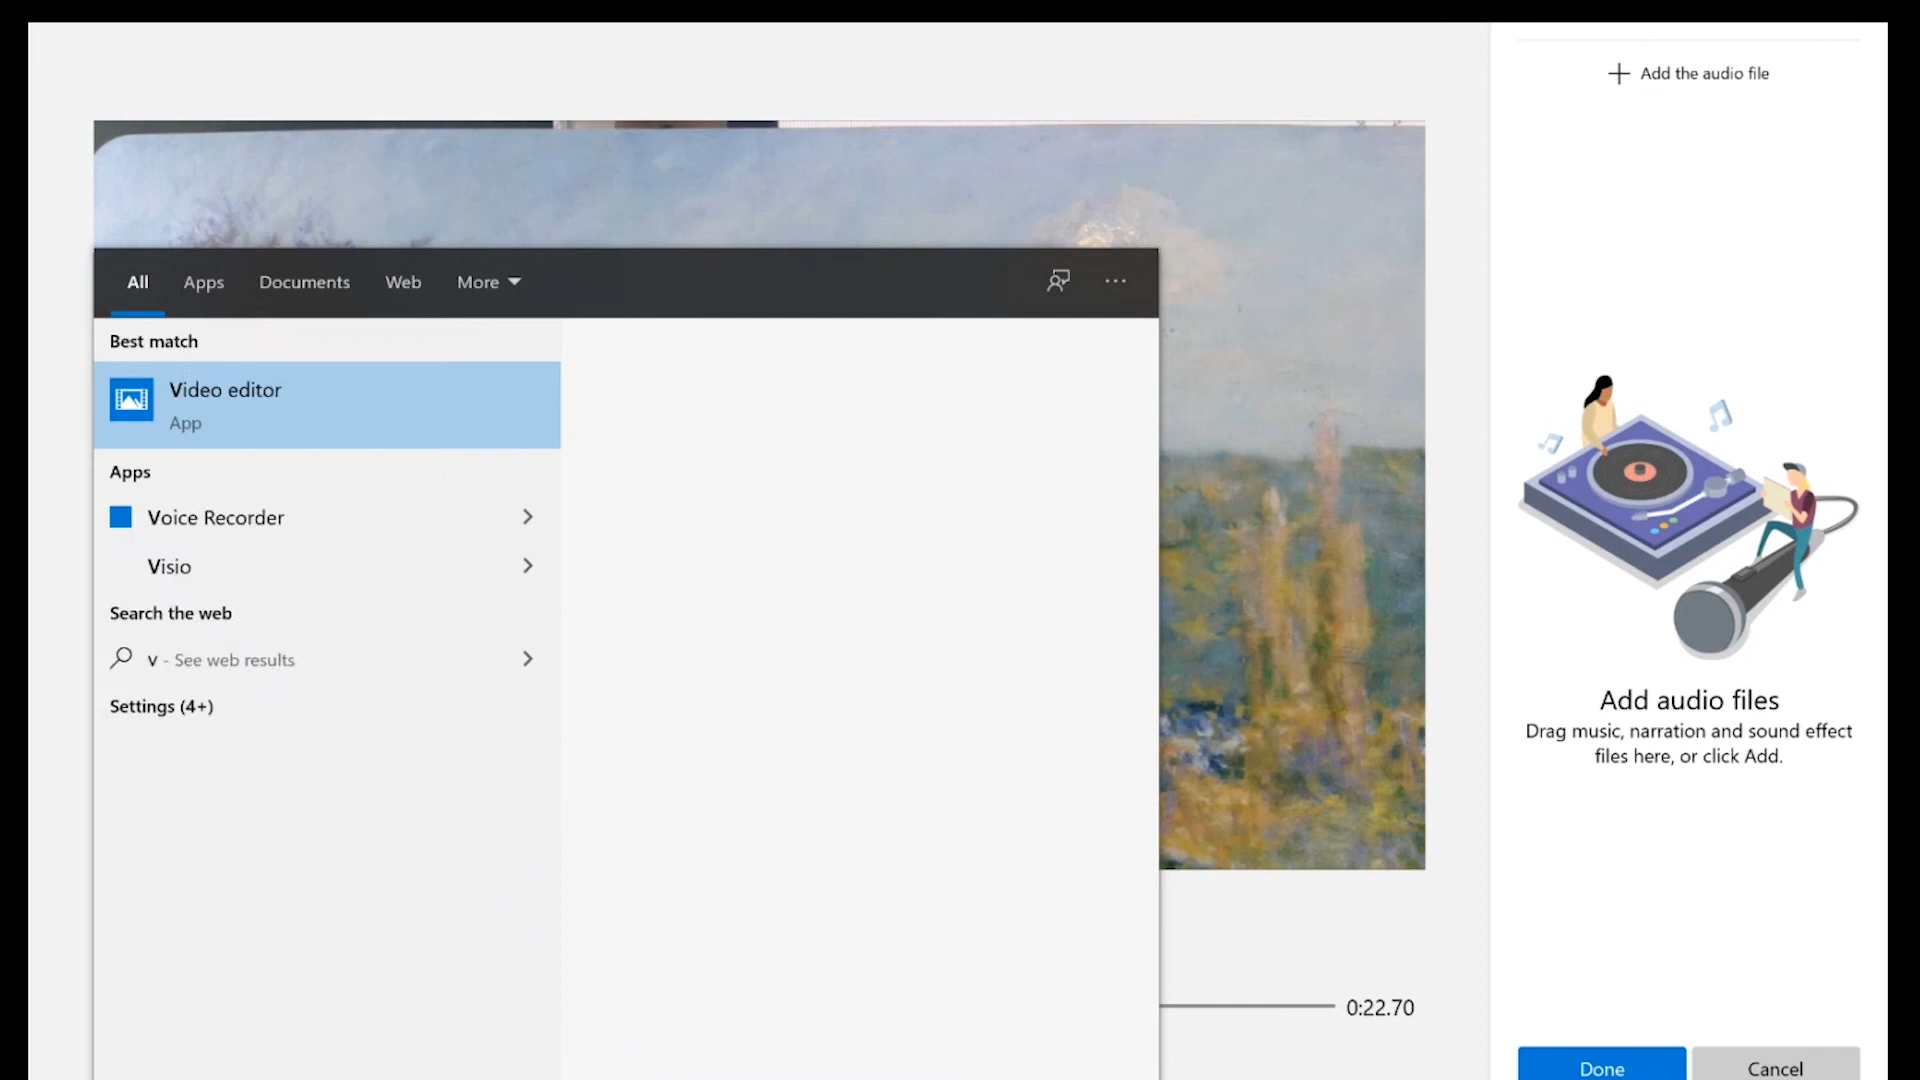 Add the audio file
All Apps Documents Web More
Best match
Video editor
App
Apps
Voice Recorder
Visio
Search the web
v - See web results
Settings (4+)
Add audio files
Drag music, narration and sound effect
files here, or click Add.
0:22.70
Done Cancel